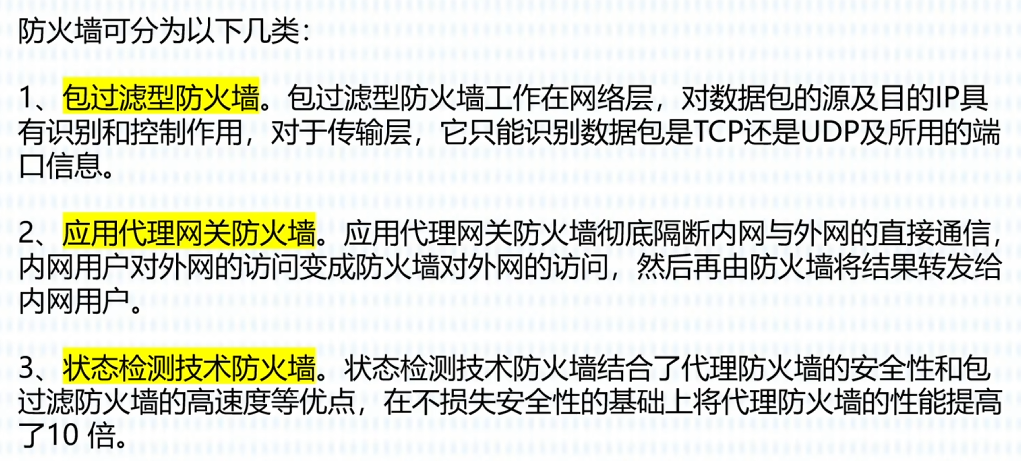 防火墙可分为以下几类：
1、包过滤型防火墙。包过滤型防火墙工作在网络层，对数据包的源及目的IP具
有识别和控制作用，对于传输层，它只能识别数据包是TCP还是UDP及所用的端
口信息。
2、应用代理网关防火墙。应用代理网关防火墙彻底隔断内网与外网的直接通信，
内网用户对外网的访问变成防火墙对外网的访问，然后再由防火墙将结果转发给
内网用户。
3、状态检测技术防火墙。状态检测技术防火墙结合了代理防火墙的安全性和包
过滤防火墙的高速度等优点，在不损失安全性的基础上将代理防火墙的性能提高
了10 倍。